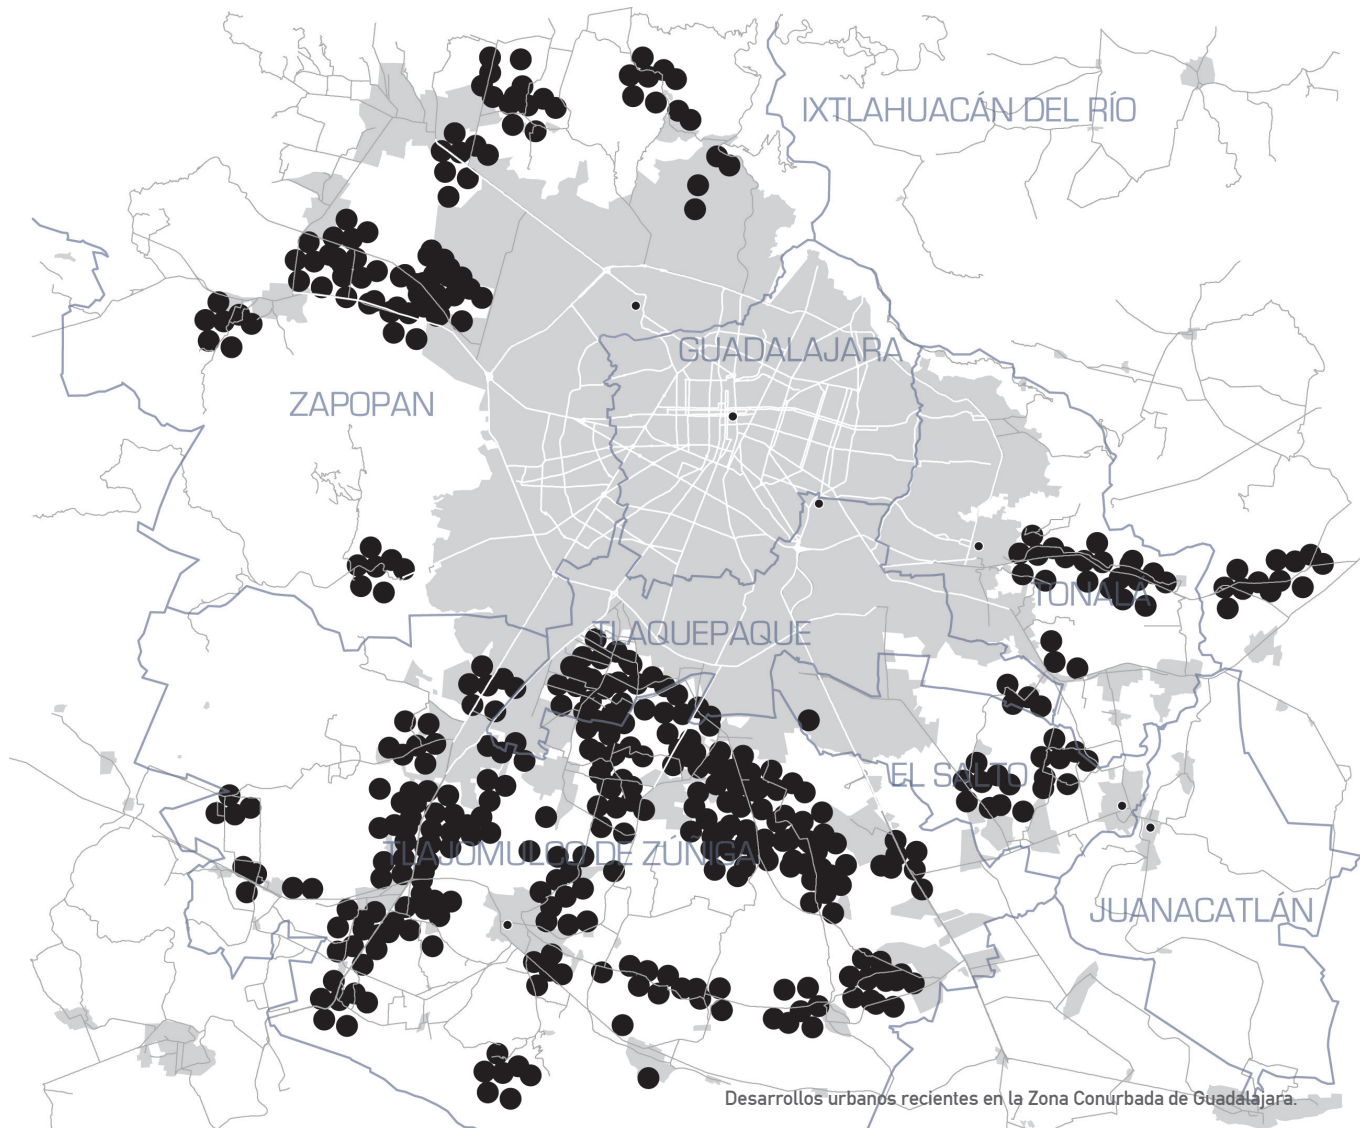 IXTLAHUACÁN DEL RÍO
GUADALAJARA
ZAPOPAN
TONALÁ
TLAQUEPAQUE
EL SALTO
TLAJOMULCO DE ZÚÑIGA
JUANACATLÁN
Desarrollos urbanos recientes en la Zona Conurbada de Guadalajara.